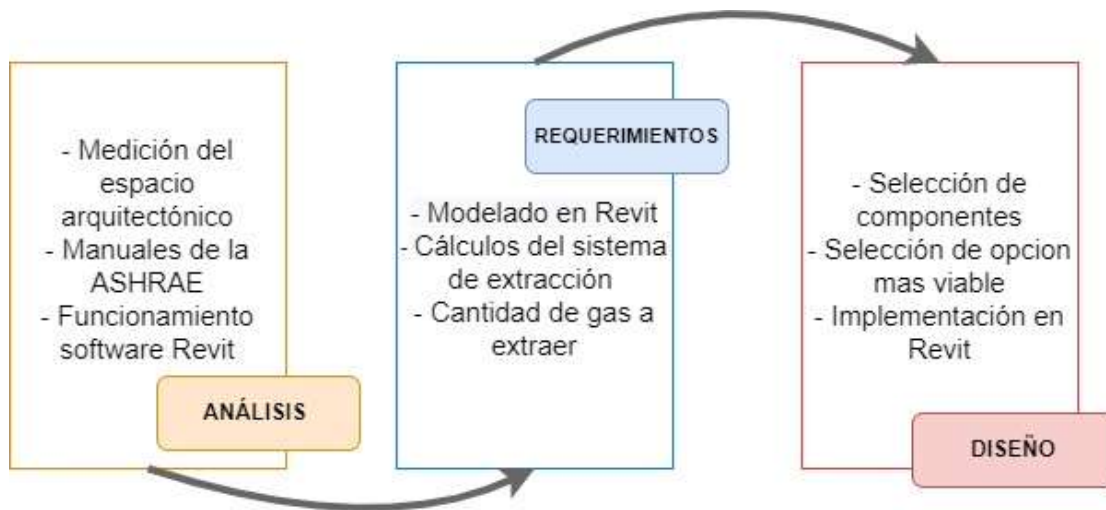 - Medición del
espacio
arquitectónico
- Manuales de la
ASHRAE
- Funcionamiento
software Revit
ANÁLISIS
REQUERIMIENTOS
- Modelado en Revit
- Cálculos del sistema
de extracción
- Cantidad de gas a
extraer
- Selección de
componentes
- Selección de opcion
mas viable
- Implementación en
Revit
DISEÑO